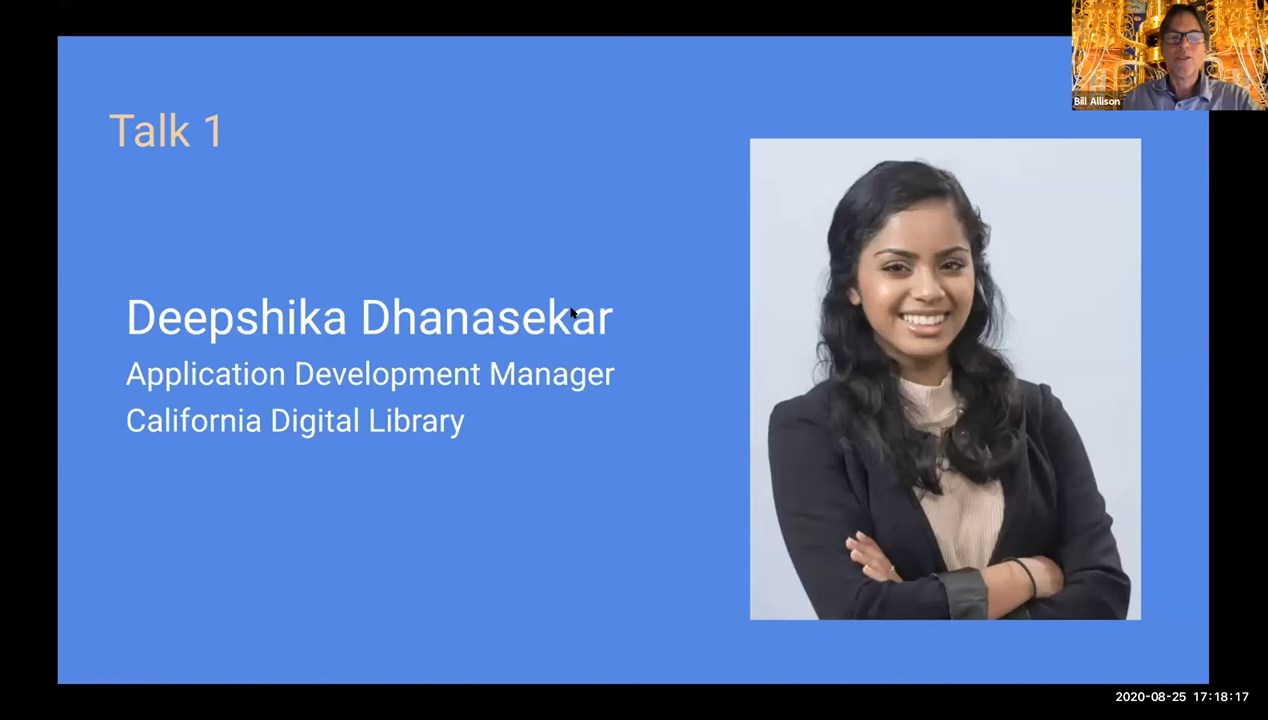 Bill Allison
Talk 1
Deepshika Dhanasekar
Application Development Manager
California Digital Library
2020-08-25 17:18:17